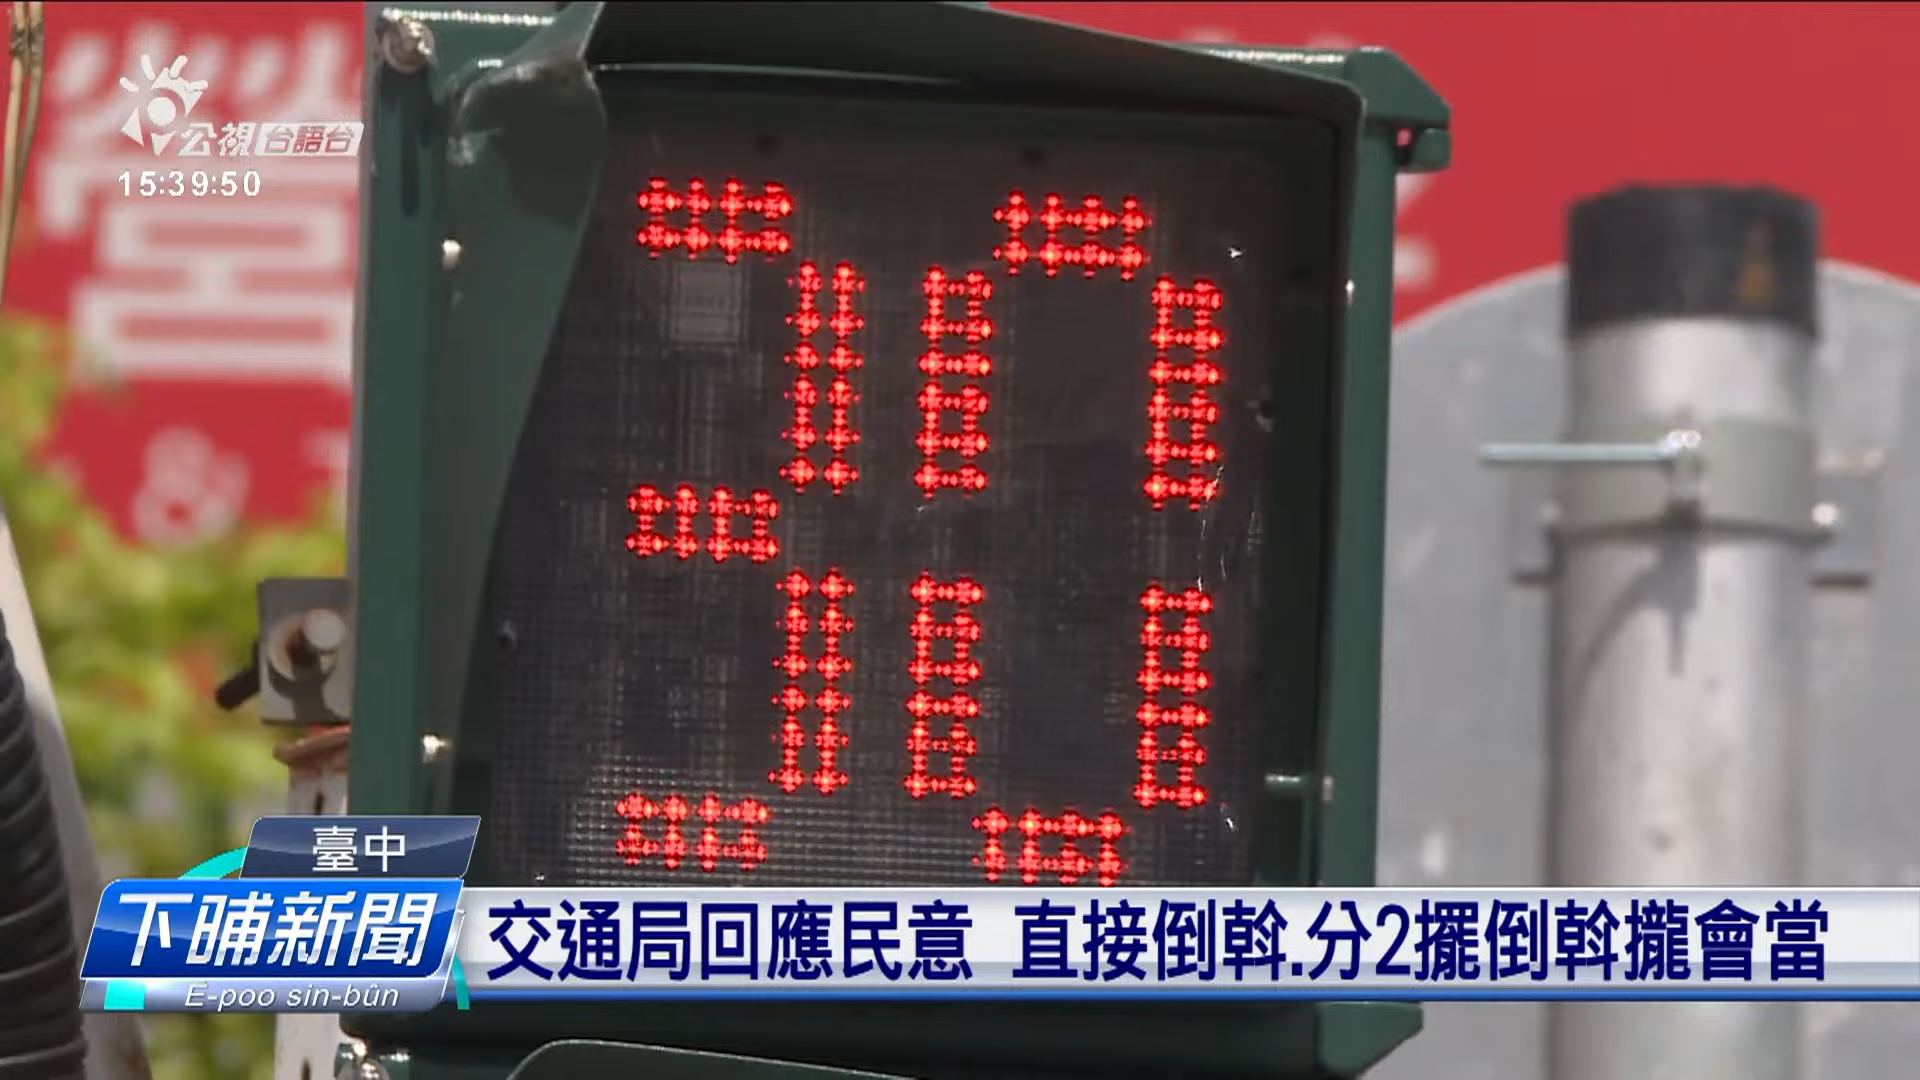 公視 台語台
15:39:50
30
臺中
下晡新聞
E-poo sin-bûn
交通局回應民意 直接倒斡.分2擺倒斡攏會當
&